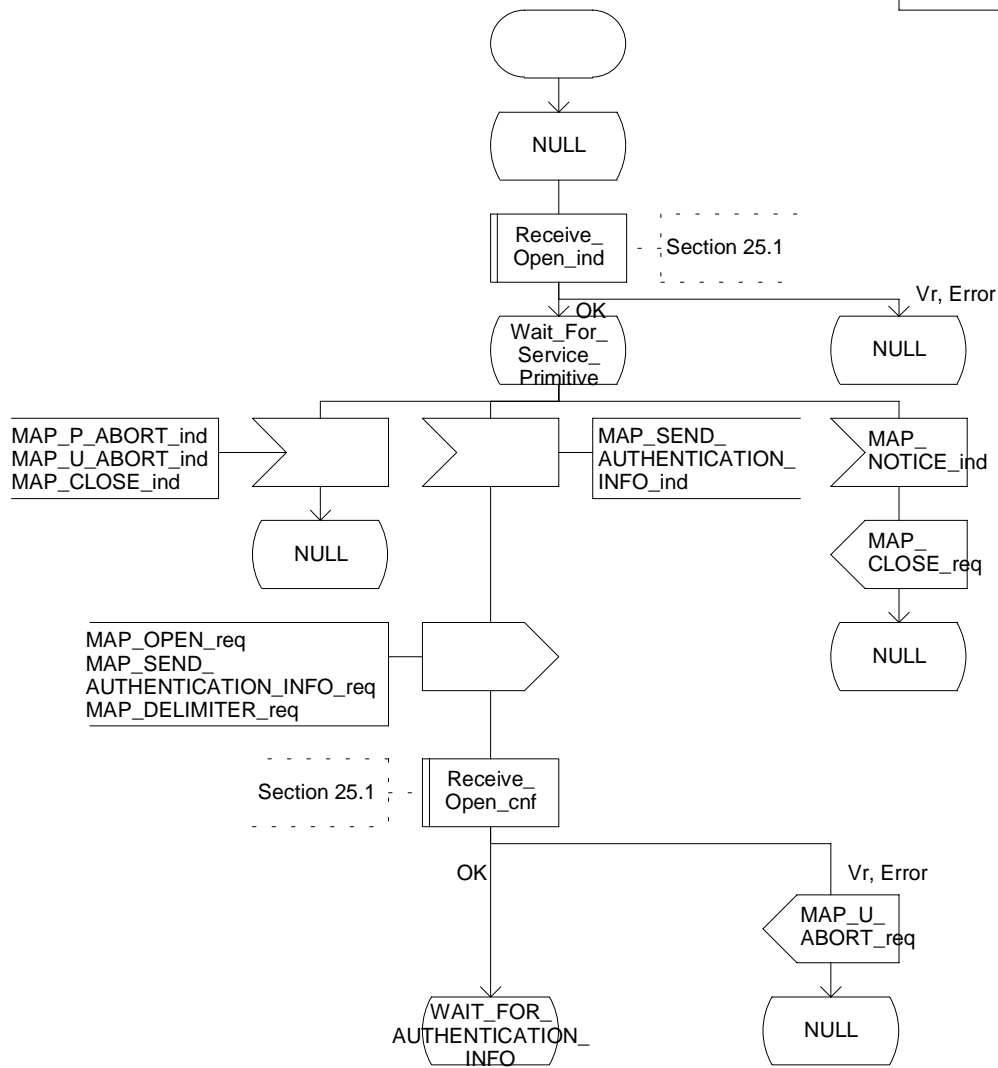 NULL
Receive_
Open_ind
Section 25.1
Vr, Error
OK
Wait_For_
Service_
Primitive
NULL
MAP_P_ABORT_ind
MAP_U_ABORT_ind
MAP_CLOSE_ind
MAP_SEND_
AUTHENTICATION_
INFO_ind
MAP_
NOTICE_ind
NULL
MAP_
CLOSE_req
MAP_OPEN_req
MAP_SEND_
AUTHENTICATION_INFO_req
MAP_DELIMITER_req
NULL
Section 25.1
Receive_
Open_cnf
OK
Vr, Error
MAP_U_
ABORT_req
WAIT_FOR_
AUTHENTICATION_
INFO
NULL